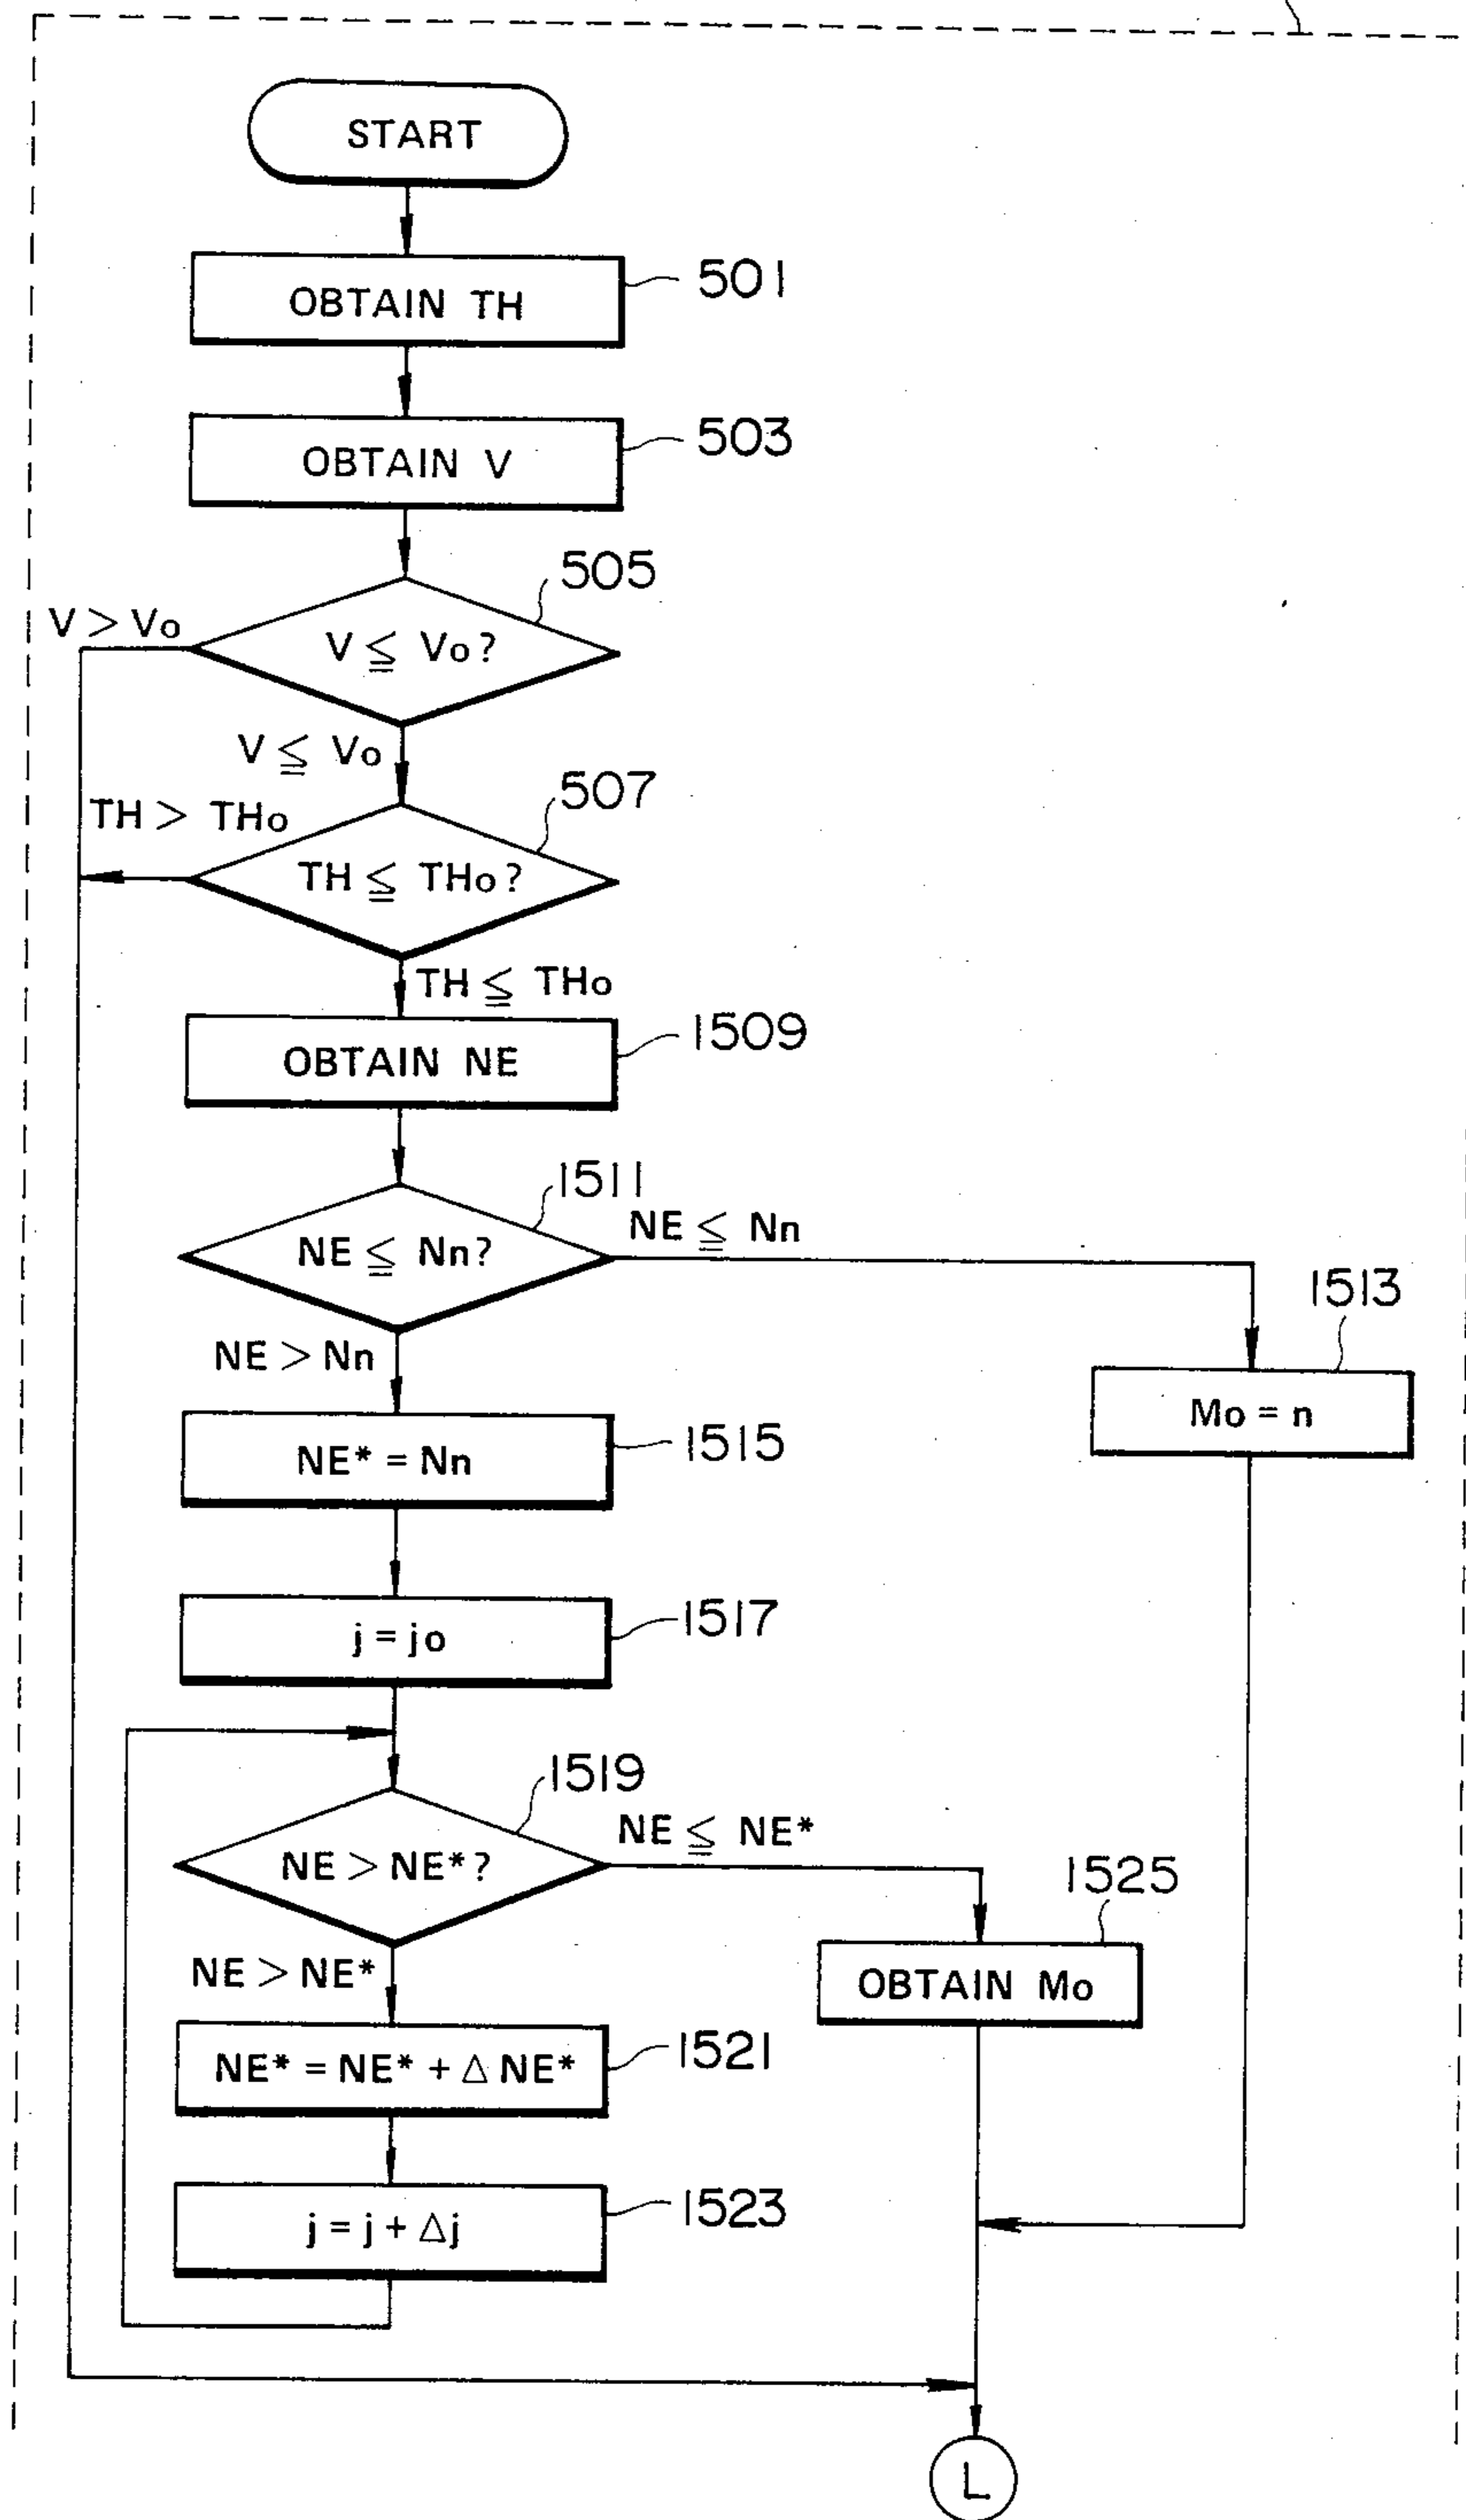 START
OBTAIN TH
501
OBTAIN V
503
505
V > Vo
V ≦ Vo?
V ≦ Vo
507
TH > THo
TH ≦ THo?
TH ≦ THo
OBTAIN NE
1509
1511
NE ≦ Nn?
NE ≦ Nn
1513
NE > Nn
Mo = n
NE* = Nn
1515
j = jo
1517
1519
NE > NE*?
NE ≦ NE*
1525
NE > NE*
OBTAIN Mo
NE* = NE* + Δ NE*
1521
j = j + Δj
1523
L